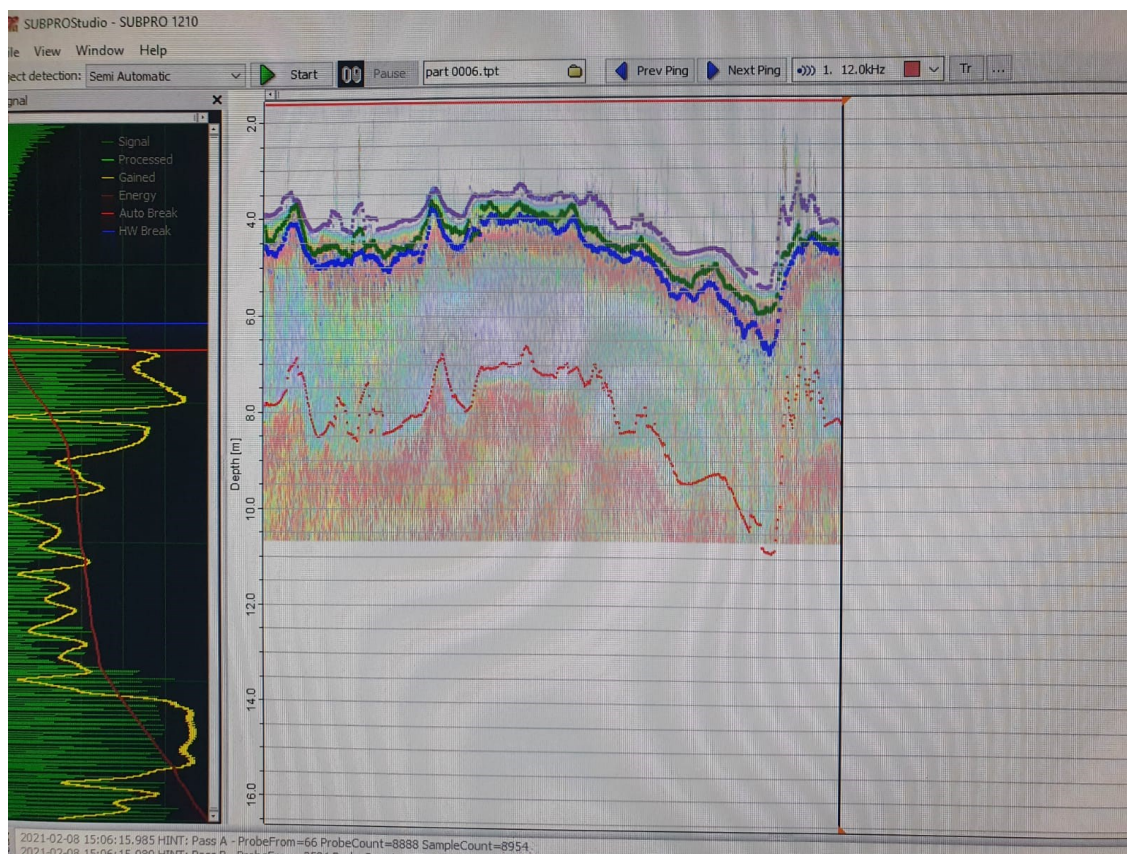 SUBPROStudio - SUBPRO 1210
View Window Help
detection: Semi Automatic Start Pause part 0006.tpt Prev Ping Next Ping 1. 12.0kHz Tr ...
Signal
Processed
Gained
Energy
Auto Break
HW Break
2.0
4.0
6.0
8.0
Depth [m]
10.0
12.0
14.0
16.0
2021-02-08 15:06:15.985 HINT: Pass A - ProbeFrom=66 ProbeCount=8888 SampleCount=8954